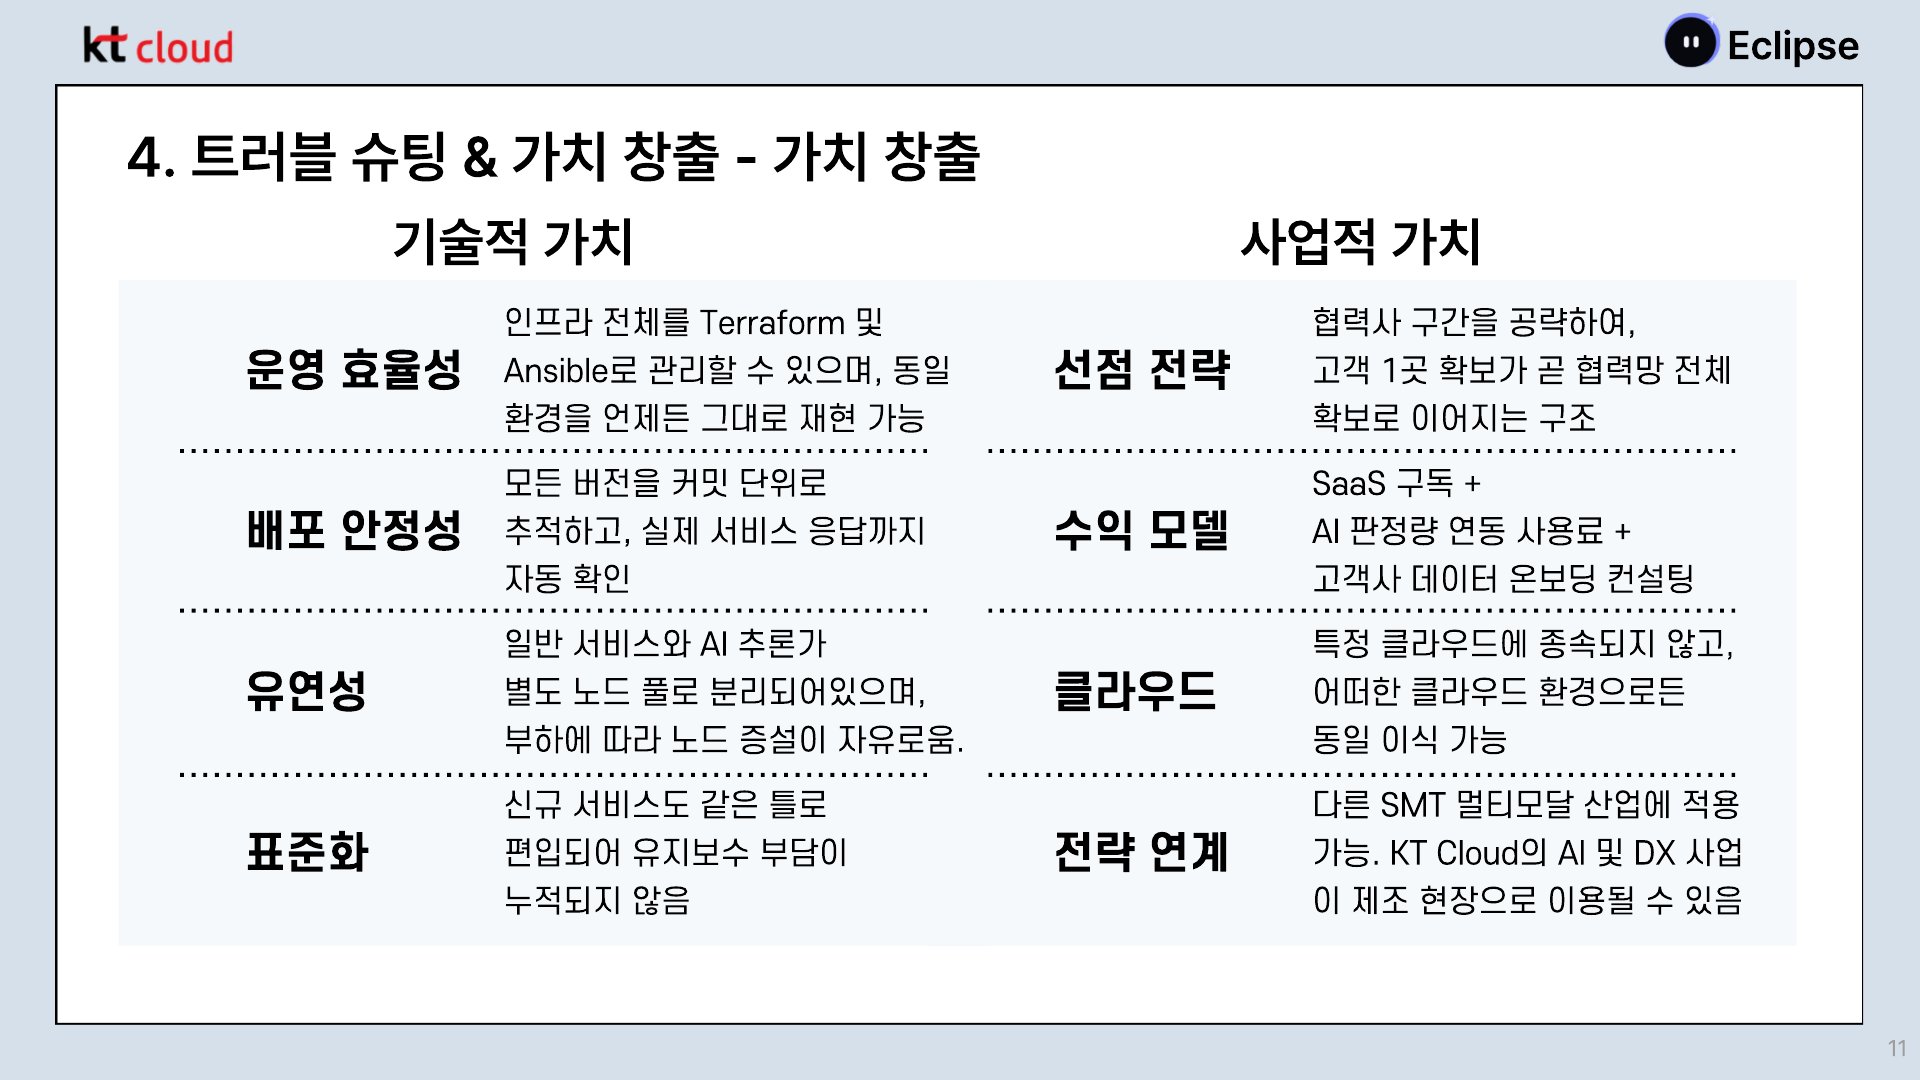 kt cloud
Eclipse
4. 트러블 슈팅 & 가치 창출 - 가치 창출
기술적 가치
운영 효율성
인프라 전체를 Terraform 및
Ansible로 관리할 수 있으며, 동일
환경을 언제든 그대로 재현 가능
배포 안정성
모든 버전을 커밋 단위로
추적하고, 실제 서비스 응답까지
자동 확인
유연성
일반 서비스와 AI 추론가
별도 노드 풀로 분리되어있으며,
부하에 따라 노드 증설이 자유로움.
표준화
신규 서비스도 같은 틀로
편입되어 유지보수 부담이
누적되지 않음
사업적 가치
선점 전략
협력사 구간을 공략하여,
고객 1곳 확보가 곧 협력망 전체
확보로 이어지는 구조
수익 모델
SaaS 구독 +
AI 판정량 연동 사용료 +
고객사 데이터 온보딩 컨설팅
클라우드
특정 클라우드에 종속되지 않고,
어떠한 클라우드 환경으로든
동일 이식 가능
전략 연계
다른 SMT 멀티모달 산업에 적용
가능. KT Cloud의 AI 및 DX 사업
이 제조 현장으로 이용될 수 있음
11